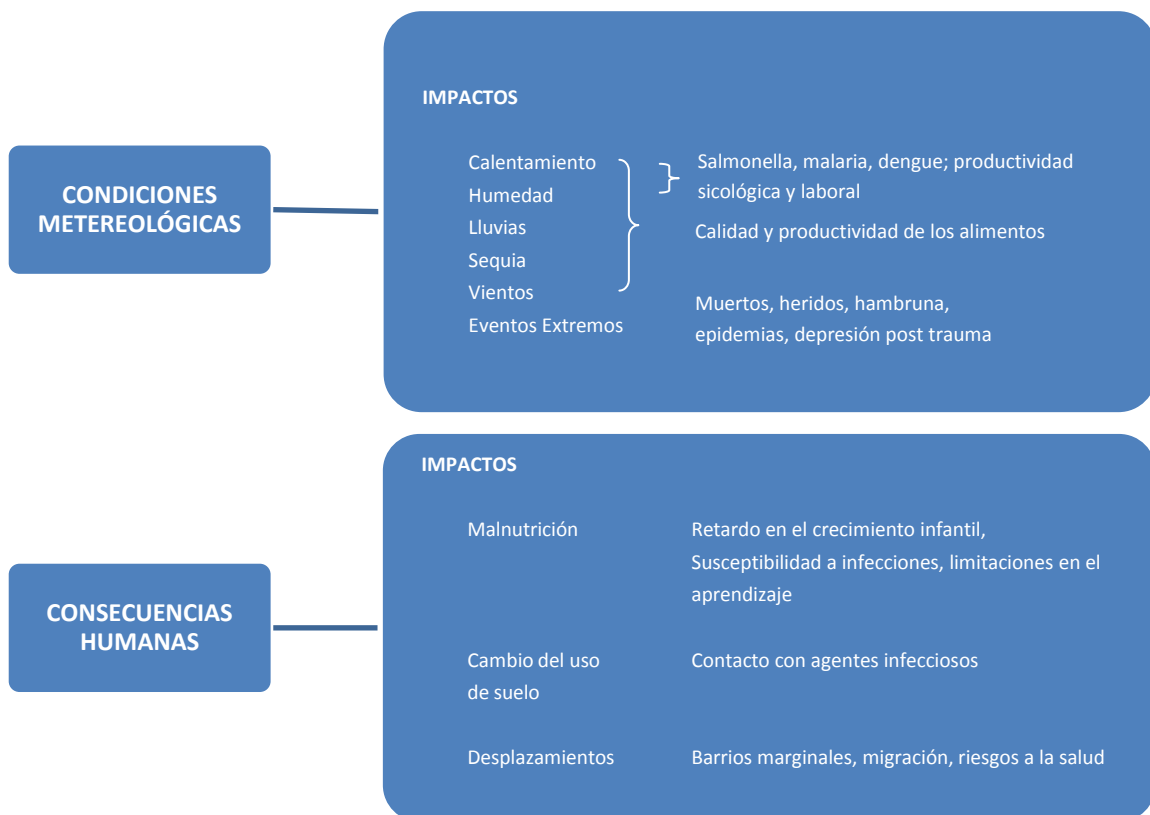 CONDICIONES
METEREOLÓGICAS
IMPACTOS
Calentamiento
Humedad
Lluvias
Sequia
Vientos
Eventos Extremos
Salmonella, malaria, dengue; productividad
sicológica y laboral
Calidad y productividad de los alimentos
Muertos, heridos, hambruna,
epidemias, depresión post trauma
CONSECUENCIAS
HUMANAS
IMPACTOS
Malnutrición
Retardo en el crecimiento infantil,
Susceptibilidad a infecciones, limitaciones en el
aprendizaje
Cambio del uso
de suelo
Contacto con agentes infecciosos
Desplazamientos
Barrios marginales, migración, riesgos a la salud